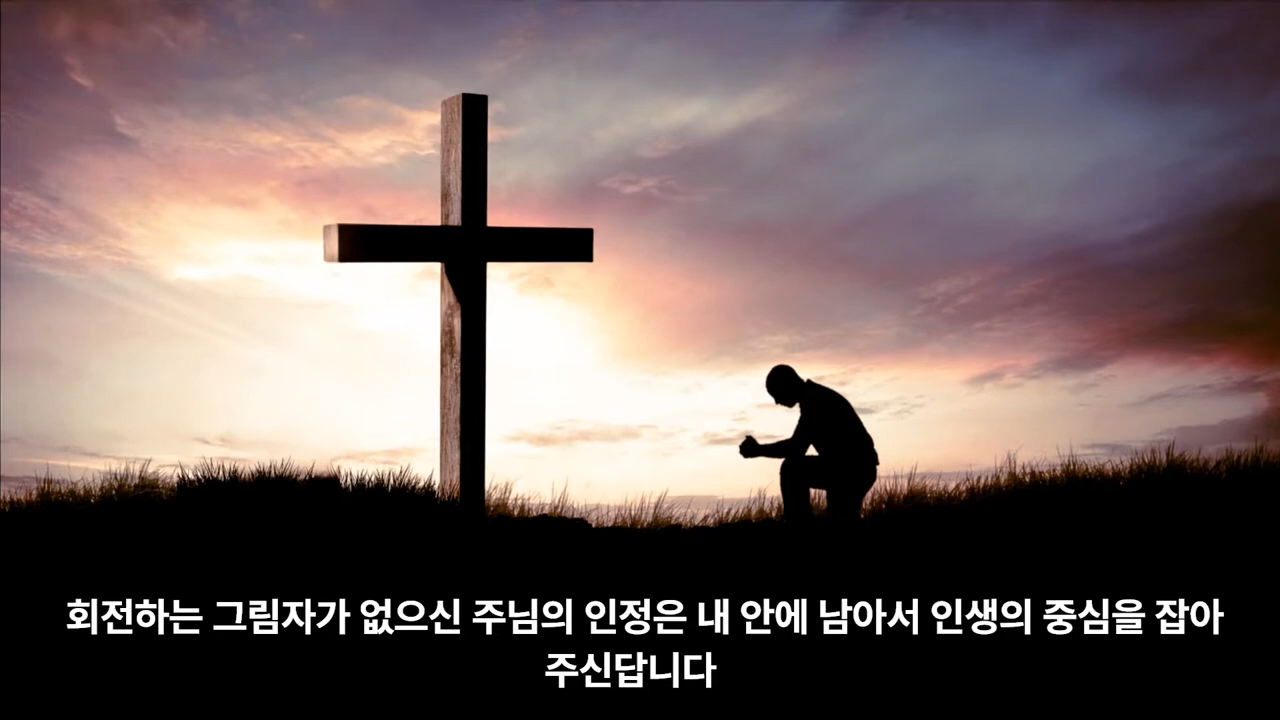 회전하는 그림자가 없으신 주님의 인정은 내 안에 남아서 인생의 중심을 잡아
주신답니다